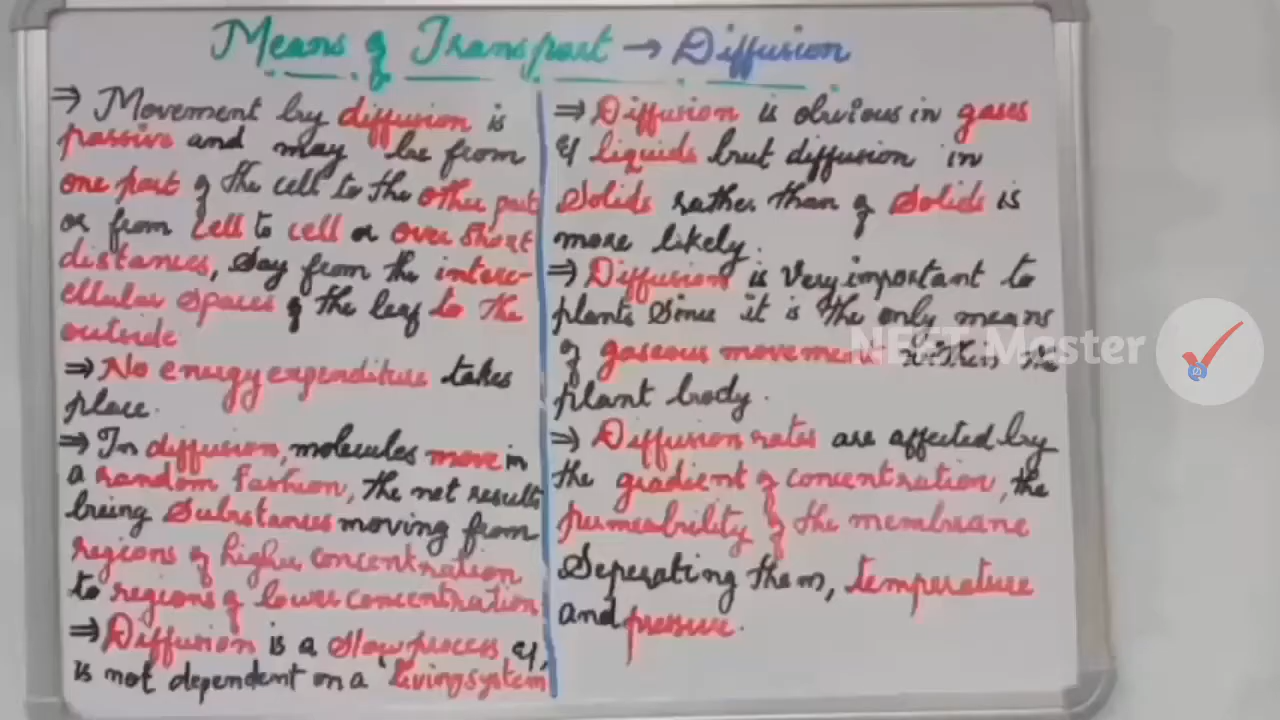 Means of Transport → Diffusion
⇒ Movement by diffusion is
passive and may be from
one part of the cell to the other part
or from cell to cell or over short
distances, say from the interc-
ellular spaces of the leaf to the
outside
⇒ No energy expenditure takes
place.
⇒ In diffusion, molecules move in
a random fashion, the net results
being substances moving from
regions of higher concentration
to regions of lower concentration
⇒ Diffusion is a slow process &
is not dependent on a 'living system
⇒ Diffusion is obvious in gases
& liquids but diffusion in
Solids rather than of Solids is
more likely.
⇒ Diffusion is very important to
plants since it is the only means
of gaseous movement within the
plant body.
⇒ Diffusion rates are affected by
the gradient of concentration, the
permeability of the membrane
Seperating them, temperature
and pressure.
NEET Master